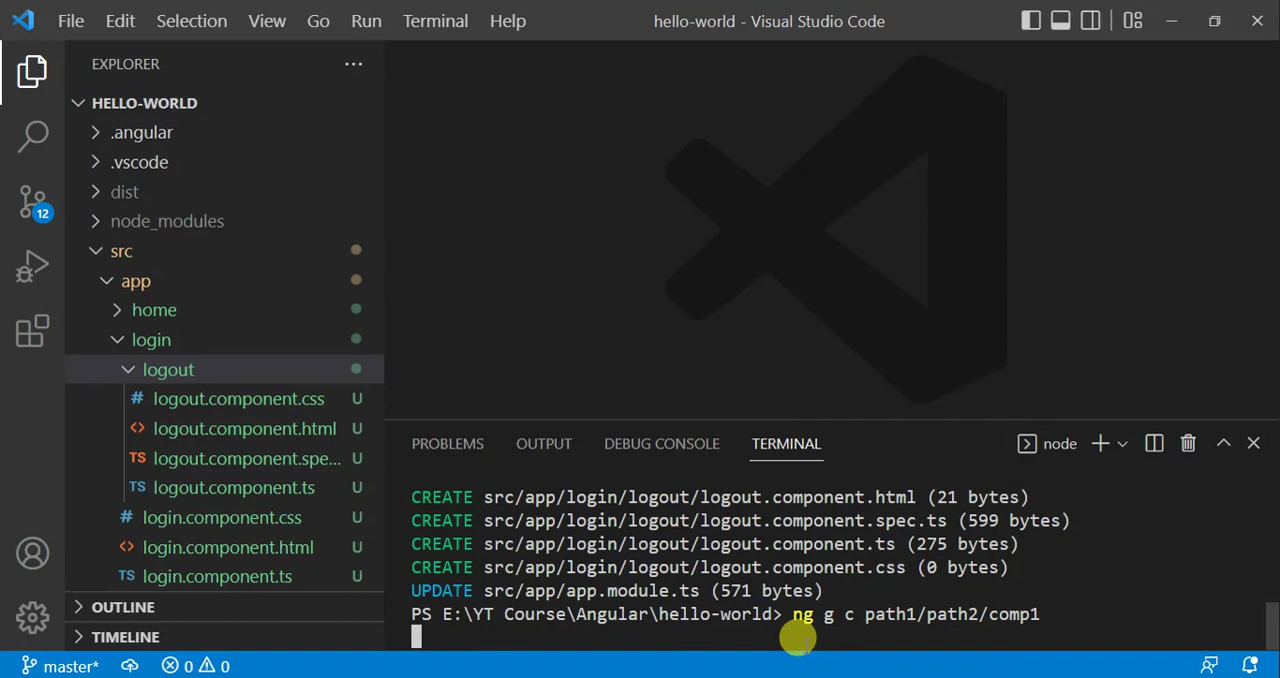 File Edit Selection View Go Run Terminal Help hello-world - Visual Studio Code
EXPLORER
HELLO-WORLD
.angular
.vscode
dist
node_modules
src
app
home
login
logout
# logout.component.css U
<> logout.component.html U
TS logout.component.spe... U
TS logout.component.ts U
# login.component.css U
<> login.component.html U
TS login.component.ts U
OUTLINE
TIMELINE
12
PROBLEMS OUTPUT DEBUG CONSOLE TERMINAL node
CREATE src/app/login/logout/logout.component.html (21 bytes)
CREATE src/app/login/logout/logout.component.spec.ts (599 bytes)
CREATE src/app/login/logout/logout.component.ts (275 bytes)
CREATE src/app/login/logout/logout.component.css (0 bytes)
UPDATE src/app.module.ts (571 bytes)
PS E:\YT Course\Angular\hello-world> ng g c path1/path2/comp1
master* 0 0